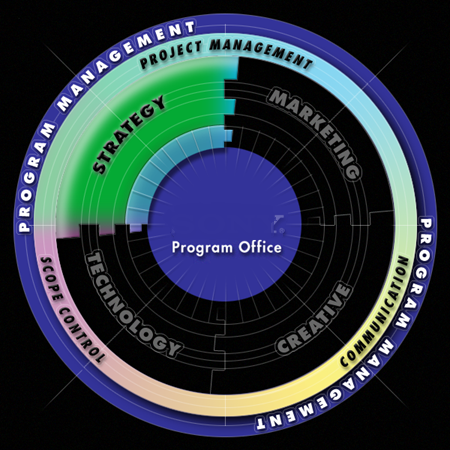 PROGRAM MANAGEMENT
PROJECT MANAGEMENT
STRATEGY
MARKETING
Program Office
SCOPE CONTROL
TECHNOLOGY
CREATIVE
COMMUNICATION
PROGRAM MANAGEMENT